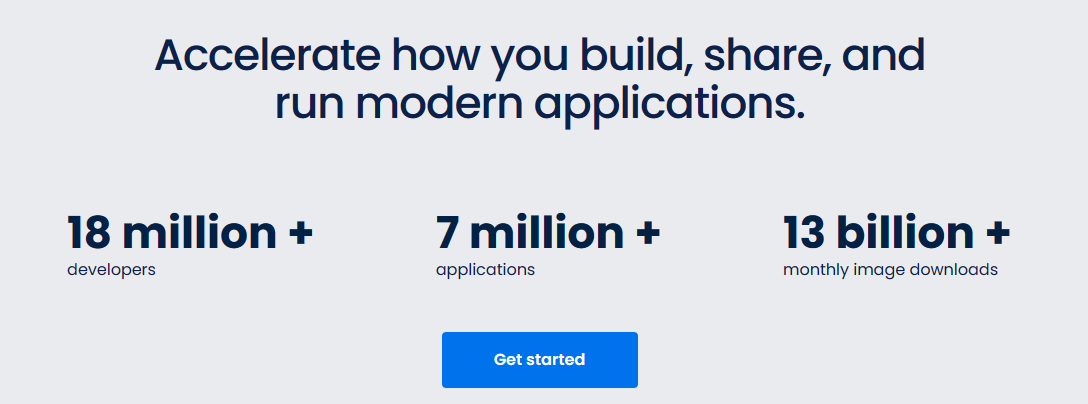 Accelerate how you build, share, and
run modern applications.
18 million +
developers
7 million +
applications
13 billion +
monthly image downloads
Get started